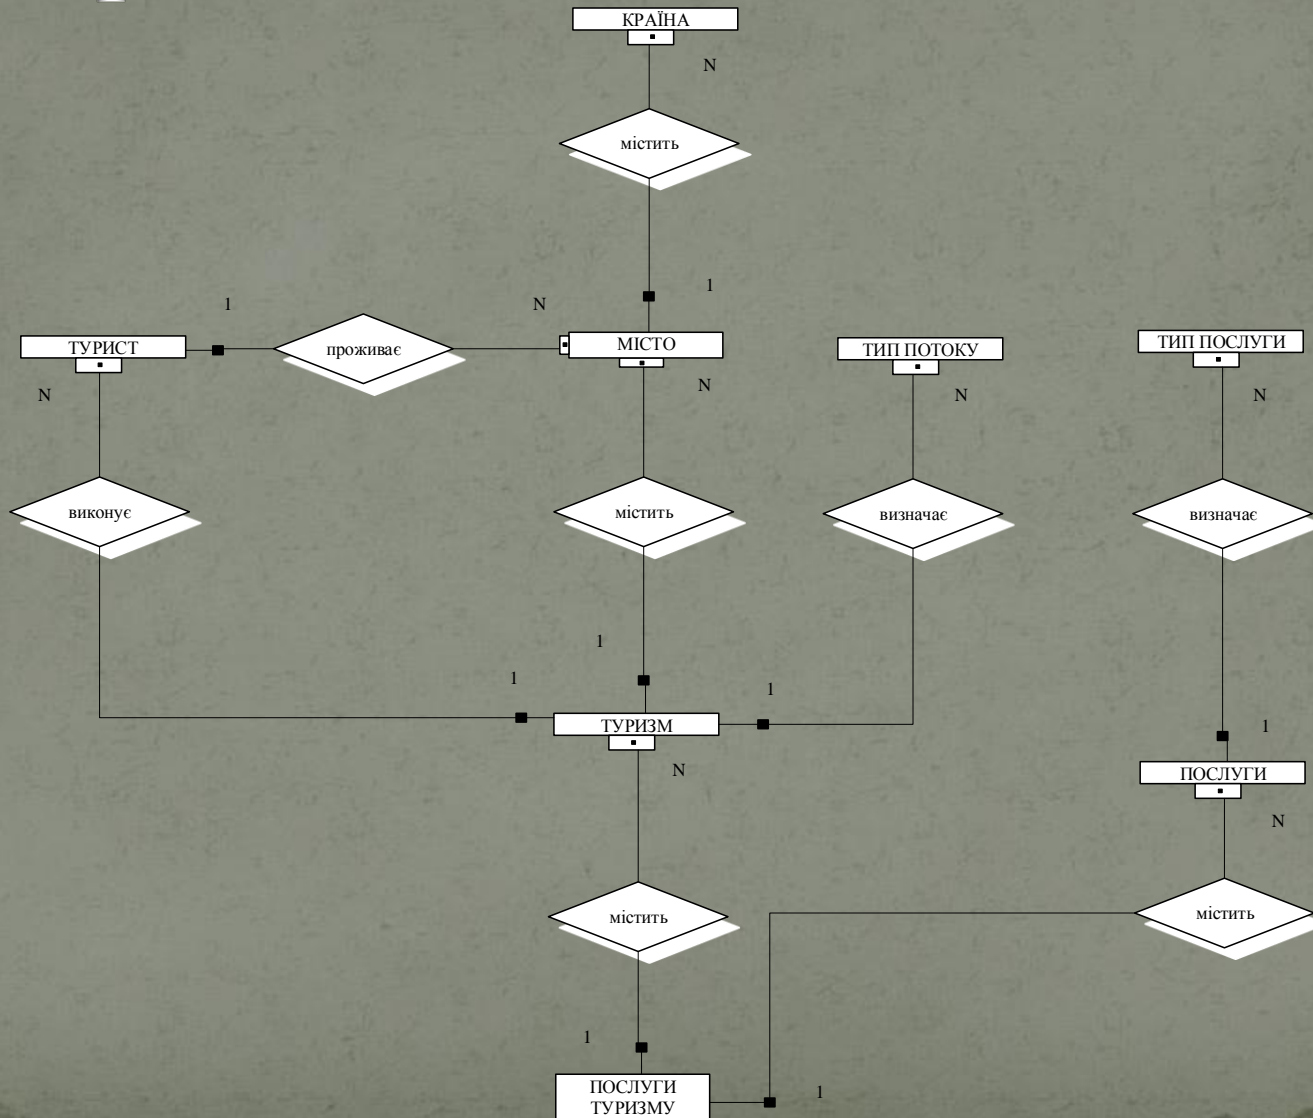 КРАЇНА
N
містить
1
1
N
ТУРИСТ
проживає
МІСТО
ТИП ПОТОКУ
ТИП ПОСЛУГИ
N
N
N
N
виконує
містить
визначає
визначає
1
1
1
ТУРИЗМ
1
N
ПОСЛУГИ
N
містить
містить
1
ПОСЛУГИ
ТУРИЗМУ
1